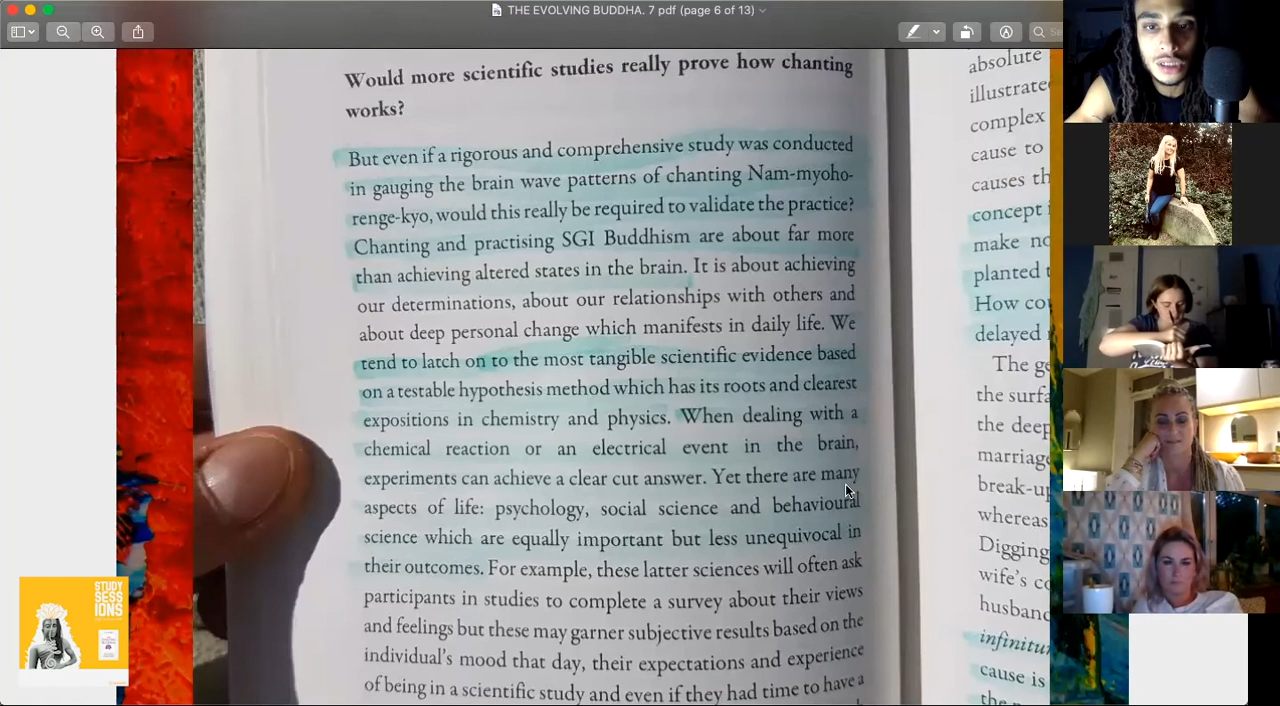 THE EVOLVING BUDDHA. 7 pdf (page 6 of 13)
Would more scientific studies really prove how chanting
works?
But even if a rigorous and comprehensive study was conducted
in gauging the brain wave patterns of chanting Nam-myoho-
renge-kyo, would this really be required to validate the practice?
Chanting and practising SGI Buddhism are about far more
than achieving altered states in the brain. It is about achieving
our determinations, about our relationships with others and
about deep personal change which manifests in daily life. We
tend to latch on to the most tangible scientific evidence based
on a testable hypothesis method which has its roots and clearest
expositions in chemistry and physics. When dealing with a
chemical reaction or an electrical event in the brain,
experiments can achieve a clear cut answer. Yet there are many
aspects of life: psychology, social science and behavioural
science which are equally important but less unequivocal in
their outcomes. For example, these latter sciences will often ask
participants in studies to complete a survey about their views
and feelings but these may garner subjective results based on the
individual's mood that day, their expectations and experience
of being in a scientific study and even if they had time to have a
absolute
illustrate
complex
cause to
causes th
concept
make no
planted
How cou
delayed
The ge
the surfa
the deep
marriage
break-up
whereas
Digging
wife's co
husband
infinitu
cause is
the
STUDY
SESS
IONS